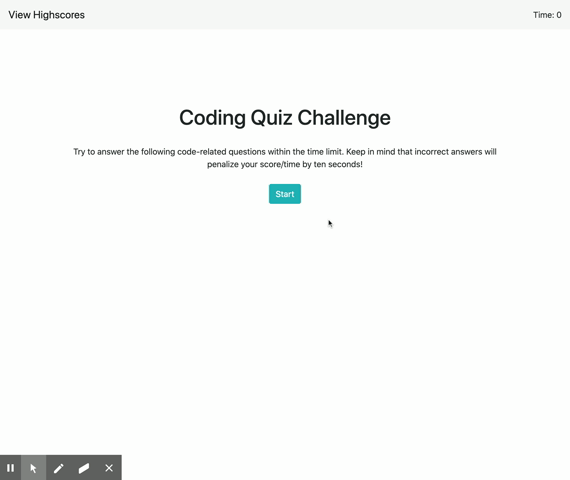 View Highscores
Time: 0
Coding Quiz Challenge
Try to answer the following code-related questions within the time limit. Keep in mind that incorrect answers will
penalize your score/time by ten seconds!
Start